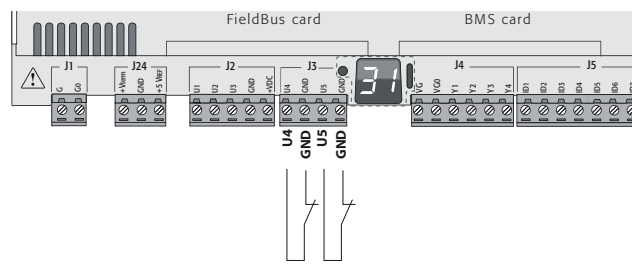 FieldBus card BMS card
J1 J24 J2 J3 J4 J5
G G0 +VTERM GND +5 VREF U1 U2 U3 GND +VDC U4 GND U5 GND 31 VG VG0 Y1 Y2 Y3 Y4 ID1 ID2 ID3 ID4 ID5 ID6
U4 GND U5 GND